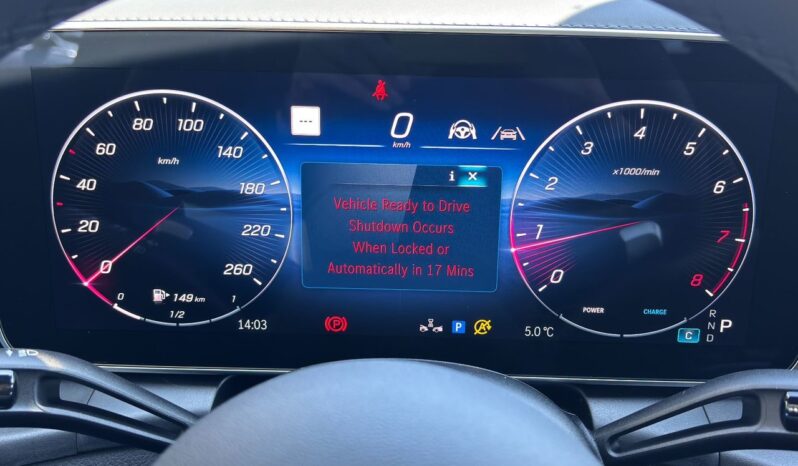 0 20 40 60 80 100 120 140 180 220 260
km/h
149 km
0 1/2 1
14:03
---
0
km/h
i ×
Vehicle Ready to Drive
Shutdown Occurs
When Locked or
Automatically in 17 Mins
P
P
A
5.0 °C
0 1 2 3 4 5 6 7 8
x1000/min
POWER CHARGE
C
R
N P
D